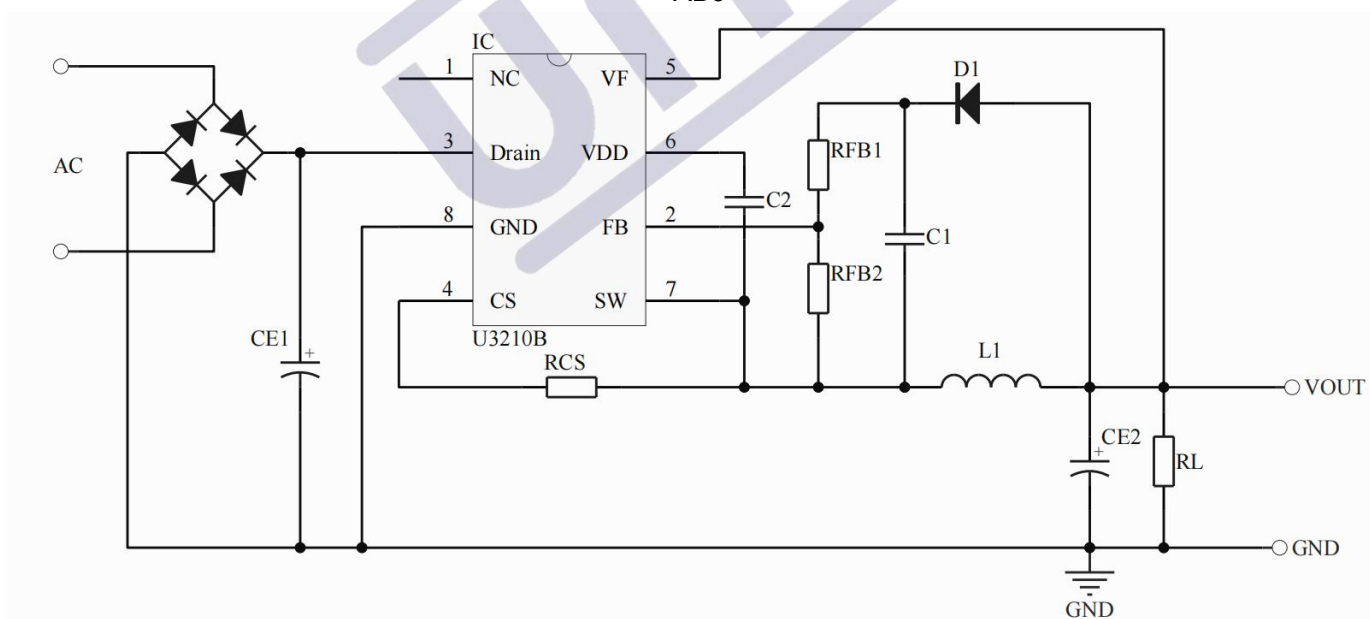 IC
1 NC VF 5
D1
3 Drain VDD 6
RFB1
AC
C2
8 GND FB 2
C1
RFB2
4 CS SW 7
CE1
+
U3210B
RCS
L1
VOUT
CE2
+
RL
GND
GND